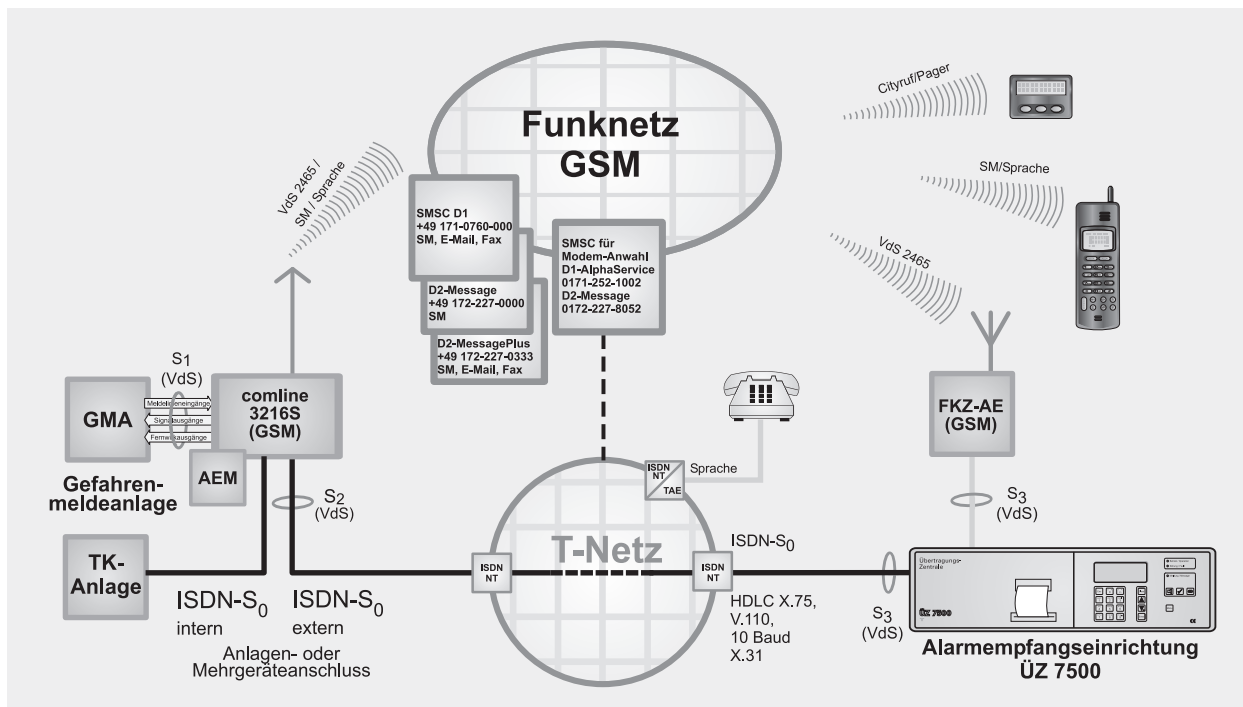 Funknetz
GSM
Cityruf/Pager
SM/Sprache
VdS 2465
VdS 2465 /
SM / Sprache
SMSC D1
+49 171-0760-000
SM, E-Mail, Fax
D2-Message
+49 172-227-0000
SM
D2-MessagePlus
+49 172-227-0333
SM, E-Mail, Fax
SMSC für
Modem-Anwahl
D1-AlphaService
0171-252-1002
D2-Message
0172-227-8052
S1
(VdS)
GMA
Meldelinieneingänge
Signalausgänge
Fernwirkausgänge
comline
3216S
(GSM)
AEM
Gefahren-
meldeanlage
S2
(VdS)
TK-
Anlage
ISDN-S0
intern
ISDN-S0
extern
Anlagen- oder
Mehrgeräteanschluss
T-Netz
ISDN
NT
ISDN
NT
TAE
Sprache
ISDN
NT
ISDN-S0
HDLC X.75,
V.110,
10 Baud
X.31
FKZ-AE
(GSM)
S3
(VdS)
S3
(VdS)
Übertragungs-
Zentrale
ÜZ 7500
Alarmempfangseinrichtung
ÜZ 7500